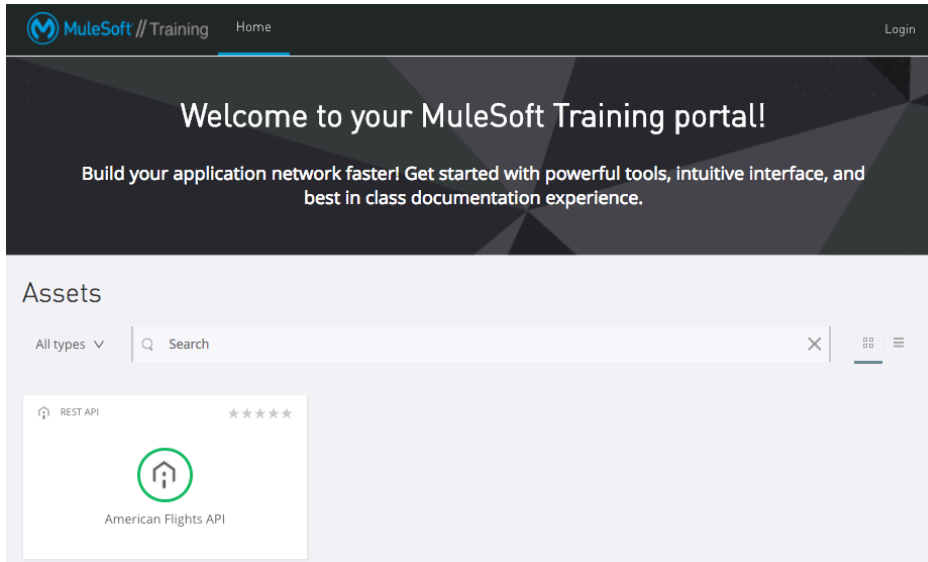 MuleSoft // Training Home Login
Welcome to your MuleSoft Training portal!
Build your application network faster! Get started with powerful tools, intuitive interface, and
best in class documentation experience.
Assets
All types Search
REST API
American Flights API